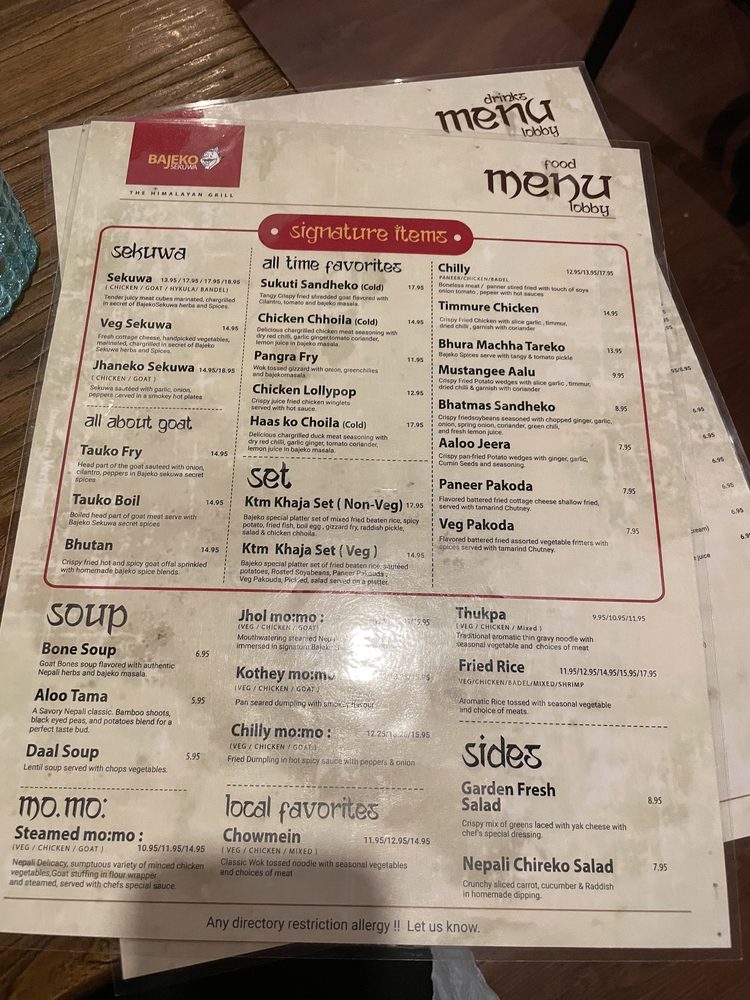 drinks
menu
lobby
BAJEKO
SEKUWA
THE HIMALAYAN GRILL
food
menu
lobby
signature items
sekuwa
Sekuwa 13.95 / 17.95 / 17.95 /18.95
( CHICKEN / GOAT / HYKULA/ BANDEL)
Tender juicy meat cubes marinated, chargrilled
in secret of BajekoSekuwa herbs and Spices.
Veg Sekuwa 14.95
Fresh cottage cheese, handpicked vegetables,
marinated, chargrilled in secret of Bajeko
Sekuwa herbs and Spices.
Jhaneko Sekuwa 14.95/18.95
( CHICKEN / GOAT )
Sekuwa sautéed with garlic, onion,
peppers cerved in a smokey hot plates
all about goat
Tauko Fry 14.95
Head part of the goat sauteed with onion,
cilantro, peppers in Bajeko sekuwa secret
spices
Tauko Boil 14.95
Boiled head part of goat meat serve with
Bajeko Sekuwa secret spices
Bhutan 14.95
Crispy fried hot and spicy goat offal sprinkled
with homemade bajeko spice blends.
all time favorites
Sukuti Sandheko (Cold) 17.95
Tangy Crispy fried stredded goat flavored with
Cilantro, tomato and bajeko masala.
Chicken Chhoila (Cold) 14.95
Delicious chargrilled chicken meat seasoning with
dry red chilli, garlic ginger,tomato coriander,
lemon juice in bajeko masala.
Pangra Fry 11.95
Wok tossed gizzard with onion, greenchilies
and bajekomasala.
Chicken Lollypop 12.95
Crispy juice fried chicken winglets
served with hot sauce.
Haas ko Choila (Cold) 17.95
Delicious chargrilled duck meat seasoning with
dry red chilli, garlic ginger, tomato coriander,
lemon juice in bajeko masala.
set
Ktm Khaja Set ( Non-Veg) 17.95
Bajeko special platter set of mixed fried beaten rice, spicy
potato, fried fish, boil egg , gizzard fry, raddish pickle,
salad & chicken chhoila.
Ktm Khaja Set ( Veg ) 14.95
Bajeko special platter set of fried beaten rice, sautéed
potatoes, Rosted Soyabeans, Paneer Pakouda ,
Veg Pakouda, Pickled, salad served on a platter.
Chilly 12.95/13.95/17.95
PANEER/CHICKEN/BADEL
Boneless meat / panner stired fried with touch of soys
onion tomato , pepeer with hot sauces
Timmure Chicken 14.95
Crispy Fried Chicken with slice garlic , timmur,
dried chilli , garnish with coriander
Bhura Machha Tareko 13.95
Bajeko Spices serve with tangy & tomato pickle
Mustangee Aalu 9.95
Crispy Fried Potato wedges with slice garlic , timmur,
dried chilli & garnish with coriander
Bhatmas Sandheko 8.95
Crispy friedsoybeans seasoned with chopped ginger, garlic,
onion, spring onion, coriander, green chili,
and fresh lemon juice.
Aaloo Jeera 7.95
Crispy pan-fried Potato wedges with ginger, garlic,
Cumin Seeds and seasoning.
Paneer Pakoda 7.95
Flavored battered fried cottage cheese shallow fried,
served with tamarind Chutney.
Veg Pakoda 7.95
Flavored battered fried assorted vegetable fritters with
spices served with tamarind Chutney.
soup
Bone Soup 6.95
Goat Bones soup flavored with authentic
Nepali herbs and bajeko masala.
Aloo Tama 5.95
A Savory Nepali classic. Bamboo shoots,
black eyed peas, and potatoes blend for a
perfect taste bud.
Daal Soup 5.95
Lentil soup served with chops vegetables.
mo.mo:
Steamed mo:mo : 10.95/11.95/14.95
(VEG / CHICKEN / GOAT )
Nepali Delicacy, sumptuous variety of minced chicken
vegetables,Goat stuffing in flour wrapper
and steamed, served with chefs special sauce.
Jhol mo:mo :
(VEG / CHICKEN / GOAT)
Mouthwatering steamed
immersed in signature
Kothey mo:mo
(VEG / CHICKEN / GOAT )
Pan seared dumpling with smokey flavour
Chilly mo:mo :
(VEG / CHICKEN / GOAT )
Fried Dumpling in hot spicy sauce with peppers & onion
local favorites
Chowmein 11.95/12.95/14.95
( VEG / CHICKEN / MIXED )
Classic Wok tossed noodle with seasonal vegetables
and choices of meat
Thukpa 9.95/10.95/11.95
( VEG / CHICKEN / Mixed )
Traditional aromatic thin gravy noodle with
seasonal vegetable and choices of meat
Fried Rice 11.95/12.95/14.95/15.95/17.95
VEG/CHICKEN/BADEL/MIXED/SHRIMP
Aromatic Rice tossed with seasonal vegetable
and choice of meats.
sides
Garden Fresh
Salad 8.95
Crispy mix of greens laced with yak cheese with
chef's special dressing.
Nepali Chireko Salad 7.95
Crunchy sliced carrot, cucumber & Raddish
in homemade dipping.
Any directory restriction allergy !! Let us know.
6.95
6.95
6.95
6.95